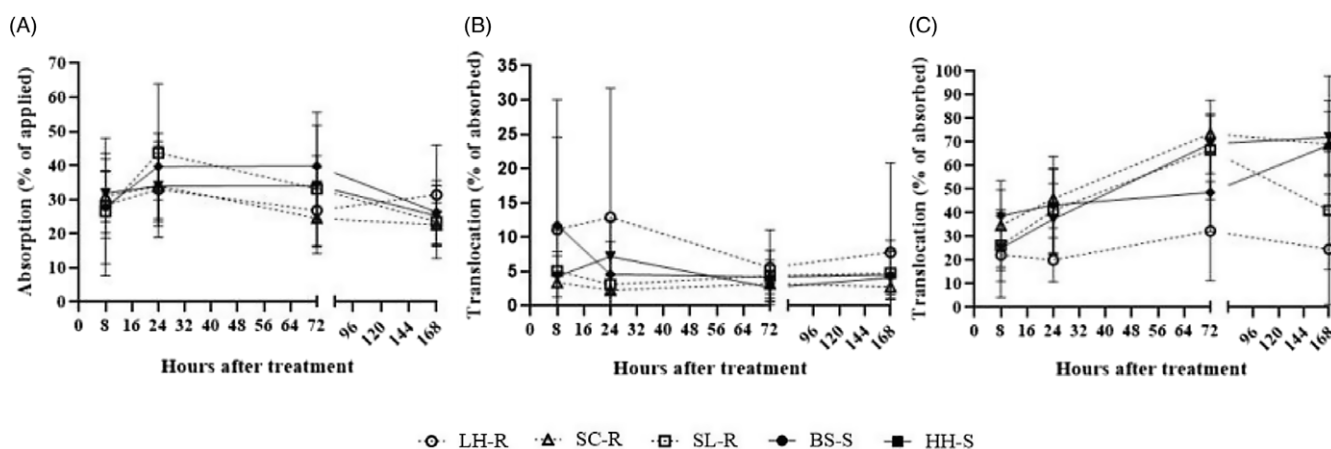 (A)
Absorption (% of applied)
70
60
50
40
30
20
10
0
0 8 16 24 32 40 48 56 64 72 96 120 144 168
Hours after treatment
(B)
Translocation (% of absorbed)
35
30
25
20
15
10
5
0
0 8 16 24 32 40 48 56 64 72 96 120 144 168
Hours after treatment
(C)
Translocation (% of absorbed)
100
90
80
70
60
50
40
30
20
10
0
0 8 16 24 32 40 48 56 64 72 96 120 144 168
Hours after treatment
LH-R SC-R SL-R BS-S HH-S